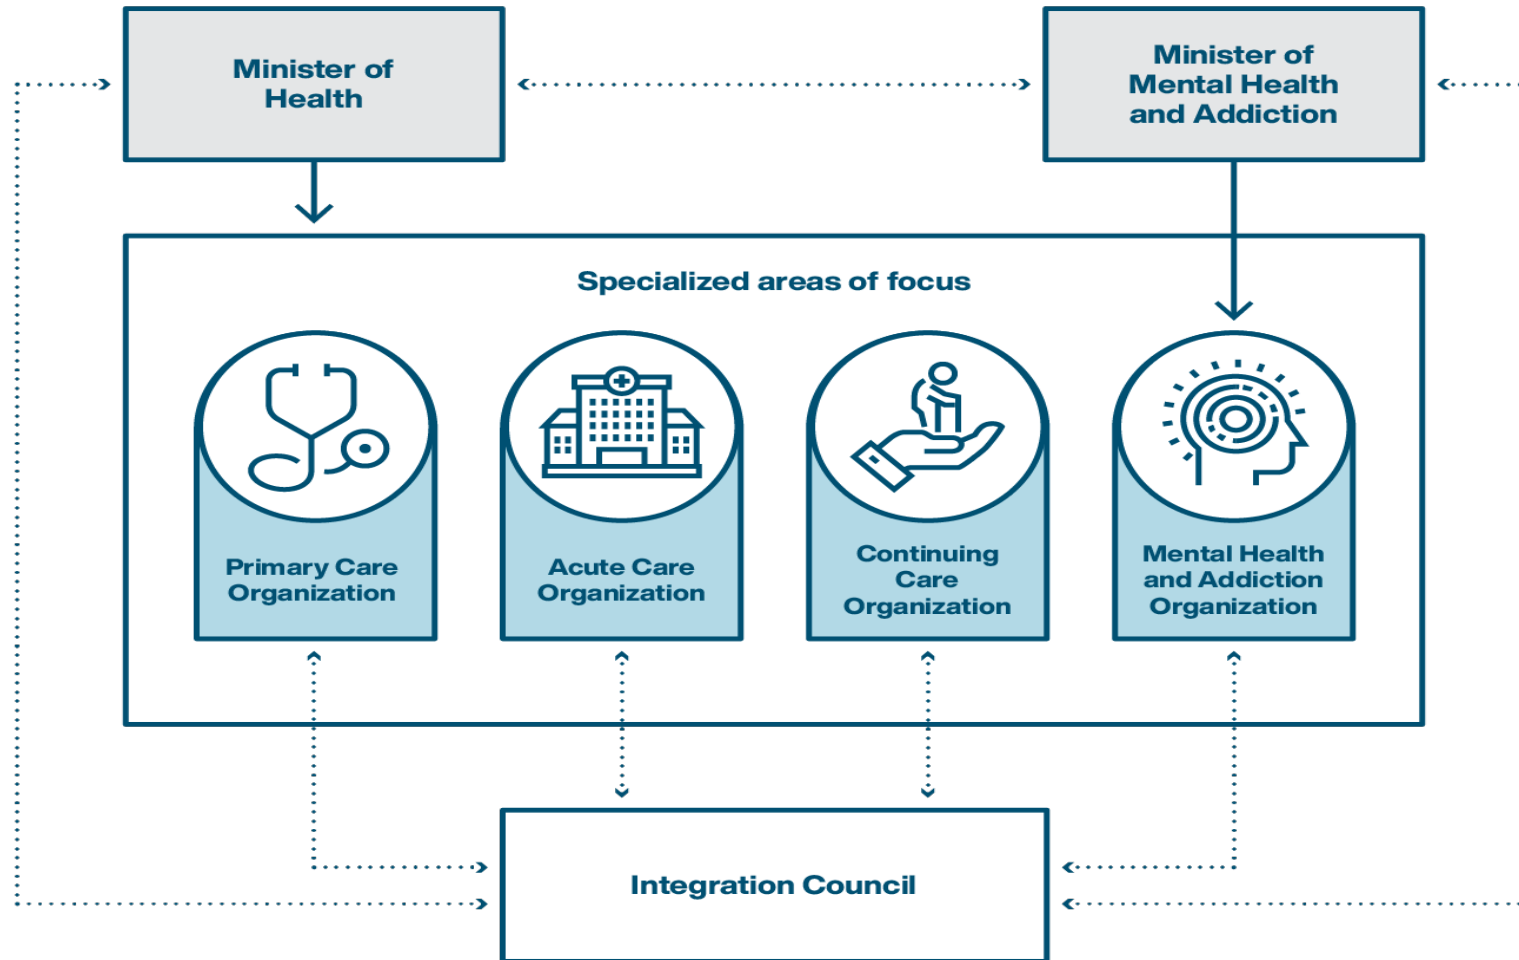 Minister of
Health
Minister of
Mental Health
and Addiction
Specialized areas of focus
Primary Care
Organization
Acute Care
Organization
Continuing
Care
Organization
Mental Health
and Addiction
Organization
Integration Council